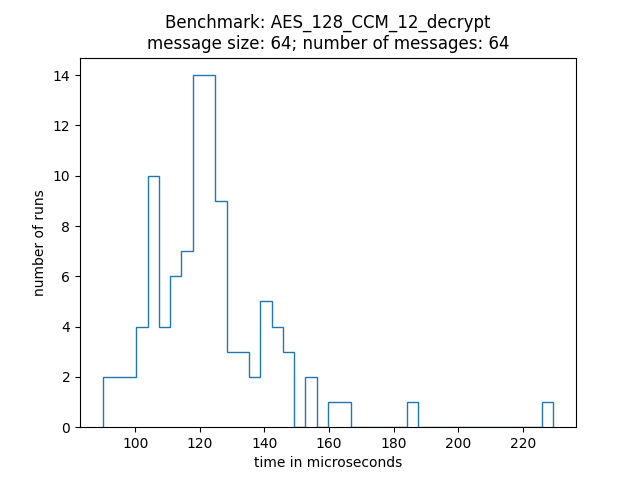 Benchmark: AES_128_CCM_12_decrypt
message size: 64; number of messages: 64
14
12
10
8
6
4
2
0
number of runs
100 120 140 160 180 200 220
time in microseconds